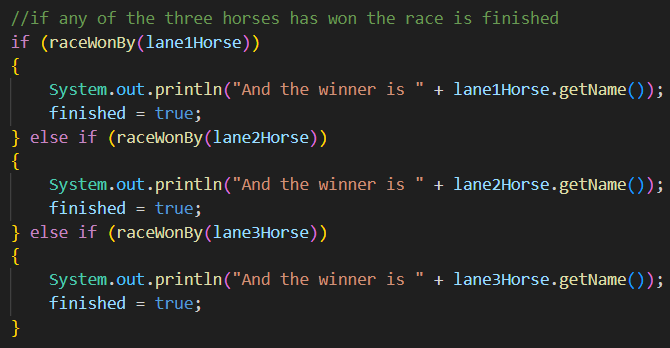 //if any of the three horses has won the race is finished
if (raceWonBy(lane1Horse))
{
    System.out.println("And the winner is " + lane1Horse.getName());
    finished = true;
} else if (raceWonBy(lane2Horse))
{
    System.out.println("And the winner is " + lane2Horse.getName());
    finished = true;
} else if (raceWonBy(lane3Horse))
{
    System.out.println("And the winner is " + lane3Horse.getName());
    finished = true;
}